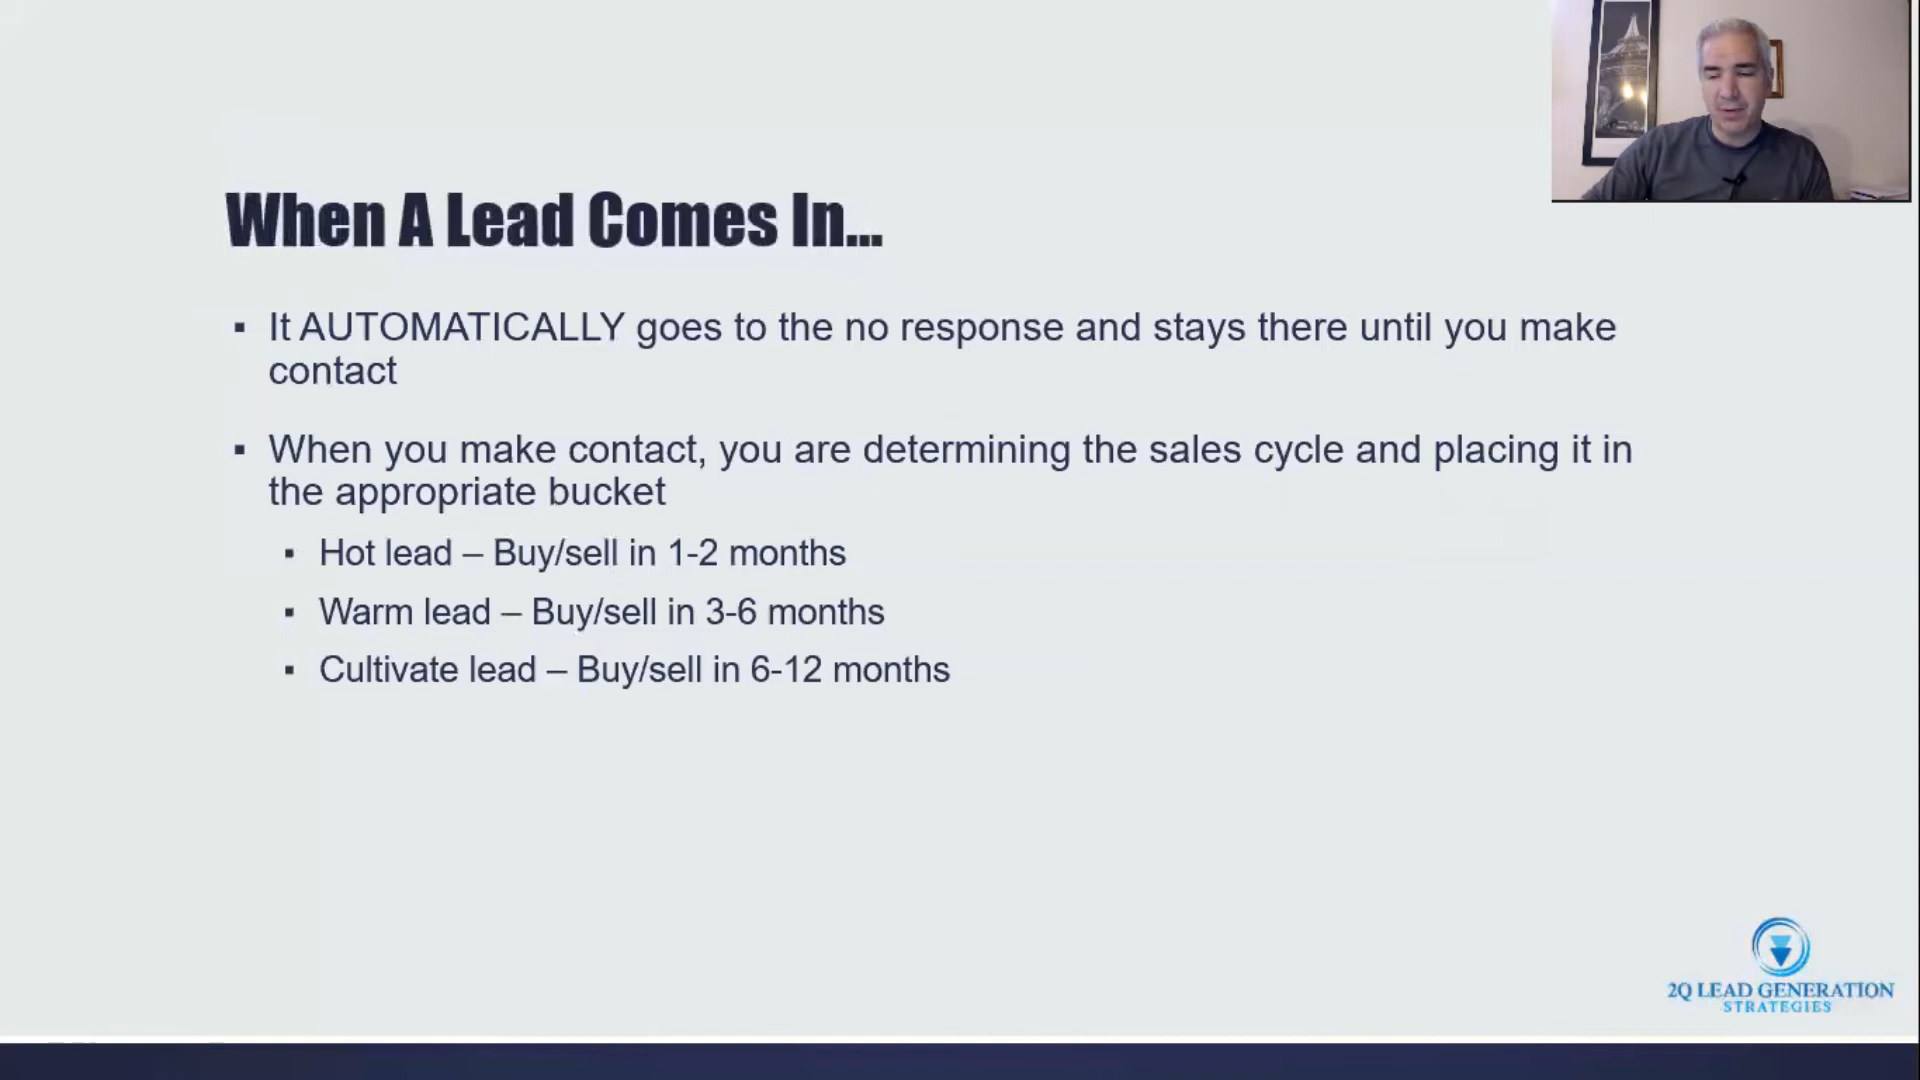 When A Lead Comes In...
▪ It AUTOMATICALLY goes to the no response and stays there until you make
contact
▪ When you make contact, you are determining the sales cycle and placing it in
the appropriate bucket
▪ Hot lead – Buy/sell in 1-2 months
▪ Warm lead – Buy/sell in 3-6 months
▪ Cultivate lead – Buy/sell in 6-12 months
2Q LEAD GENERATION
STRATEGIES